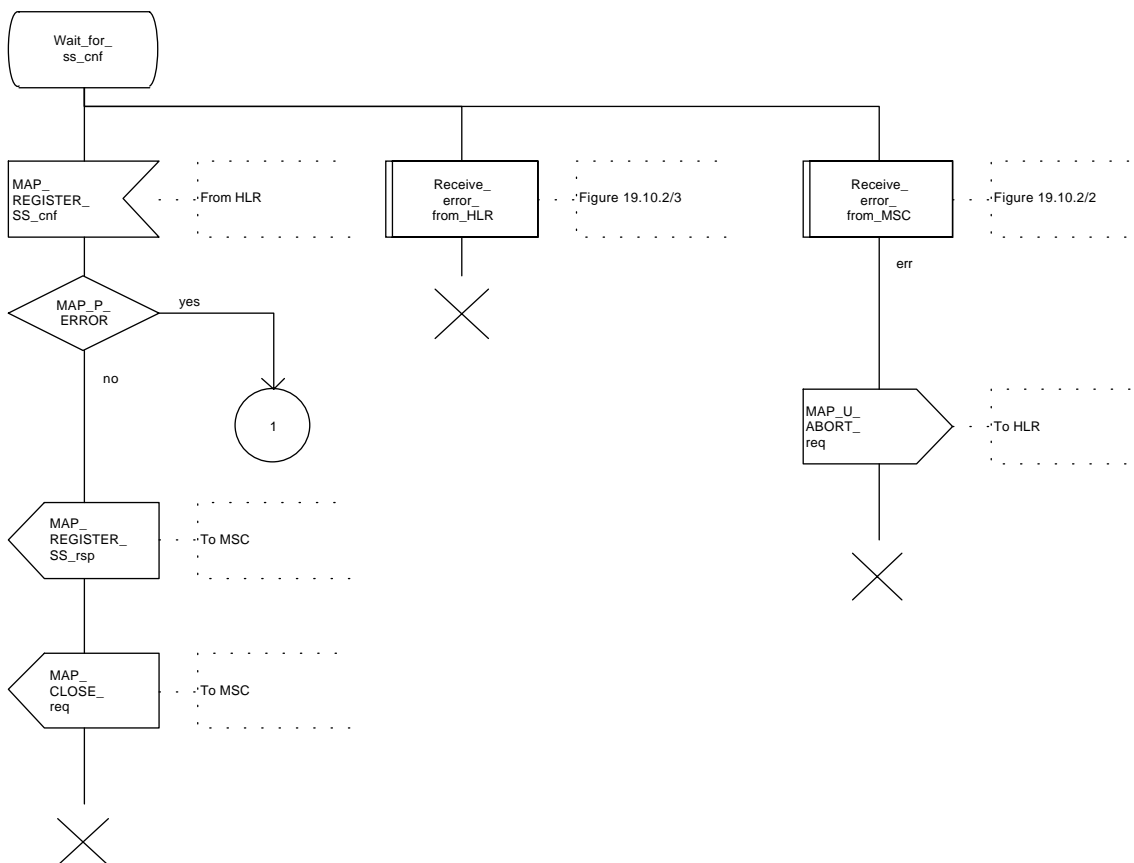 Wait_for_
ss_cnf
MAP_
REGISTER_
SS_cnf
From HLR
Receive_
error_
from_HLR
Figure 19.10.2/3
Receive_
error_
from_MSC
Figure 19.10.2/2
err
MAP_P_
ERROR
yes
no
1
MAP_U_
ABORT_
req
To HLR
MAP_
REGISTER_
SS_rsp
To MSC
MAP_
CLOSE_
req
To MSC